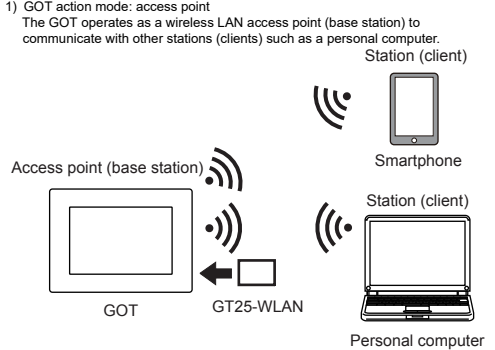 1) GOT action mode: access point
The GOT operates as a wireless LAN access point (base station) to
communicate with other stations (clients) such as a personal computer.
Station (client)
Smartphone
Access point (base station)
Station (client)
GOT
GT25-WLAN
Personal computer